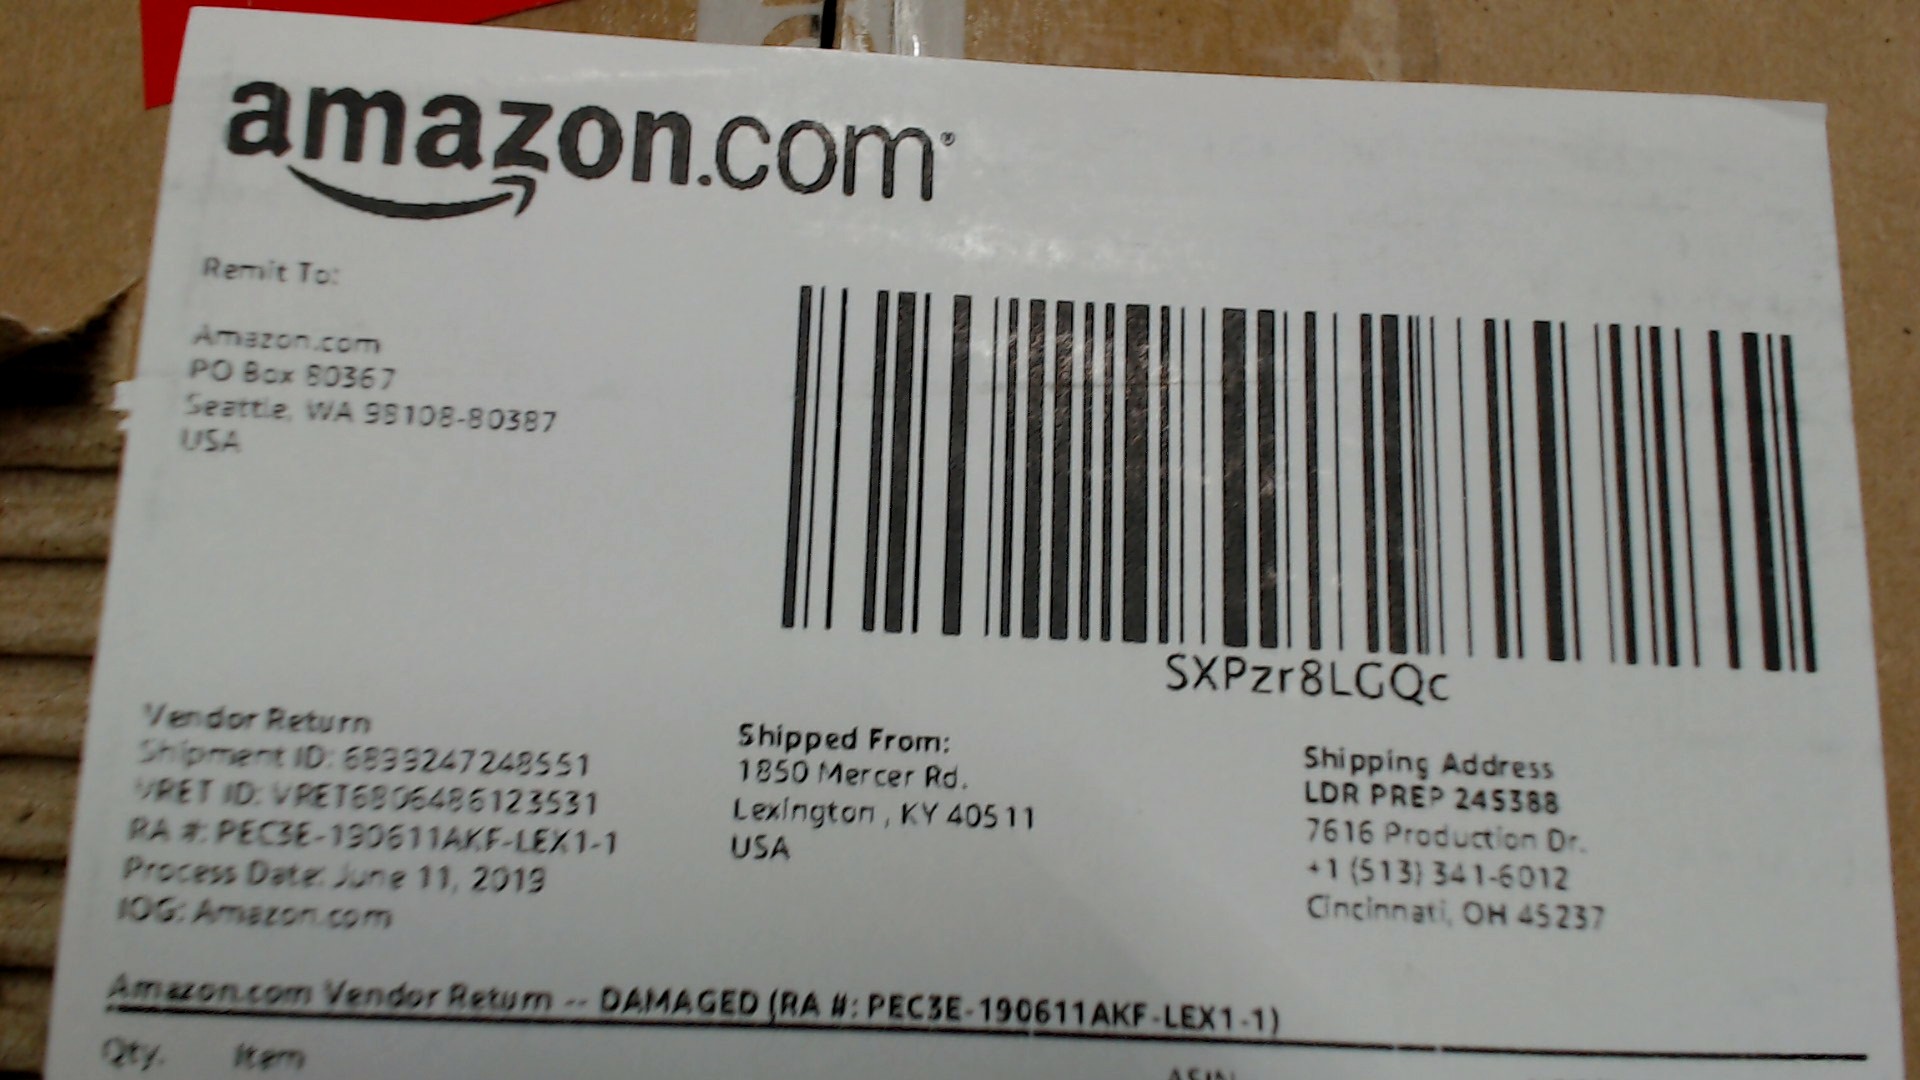 amazon.com®
Remit To:
Amazon.com
PO Box 80387
Seattle, WA 98108-80387
USA
SXPzr8LGQc
Vendor Return
Shipment ID: 6899247248551
VRET ID: VRET6806486123531
RA #: PEC3E-190611AKF-LEX1-1
Process Date: June 11, 2019
IOG: Amazon.com
Shipped From:
1850 Mercer Rd.
Lexington , KY 40511
USA
Shipping Address
LDR PREP 245388
7616 Production Dr.
+1 (513) 341-6012
Cincinnati, OH 45237
Amazon.com Vendor Return -- DAMAGED (RA #: PEC3E-190611AKF-LEX1-1)
Qty. Item ASIN